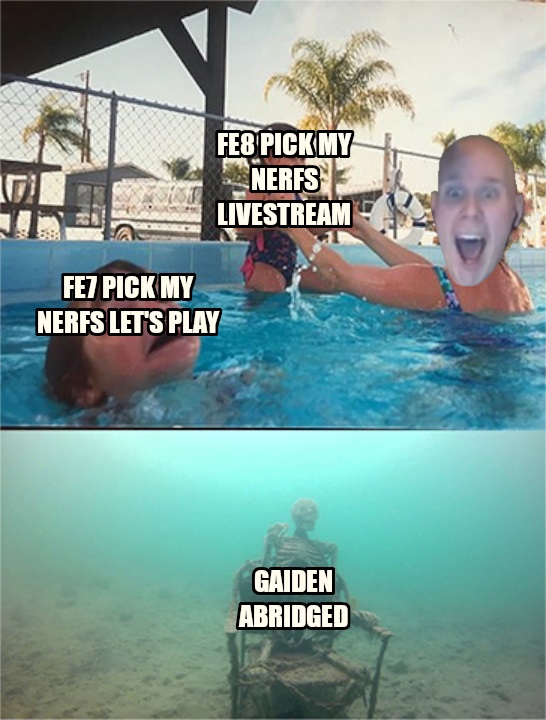 FE8 PICK MY
NERFS
LIVESTREAM
FE7 PICK MY
NERFS LET'S PLAY
GAIDEN
ABRIDGED